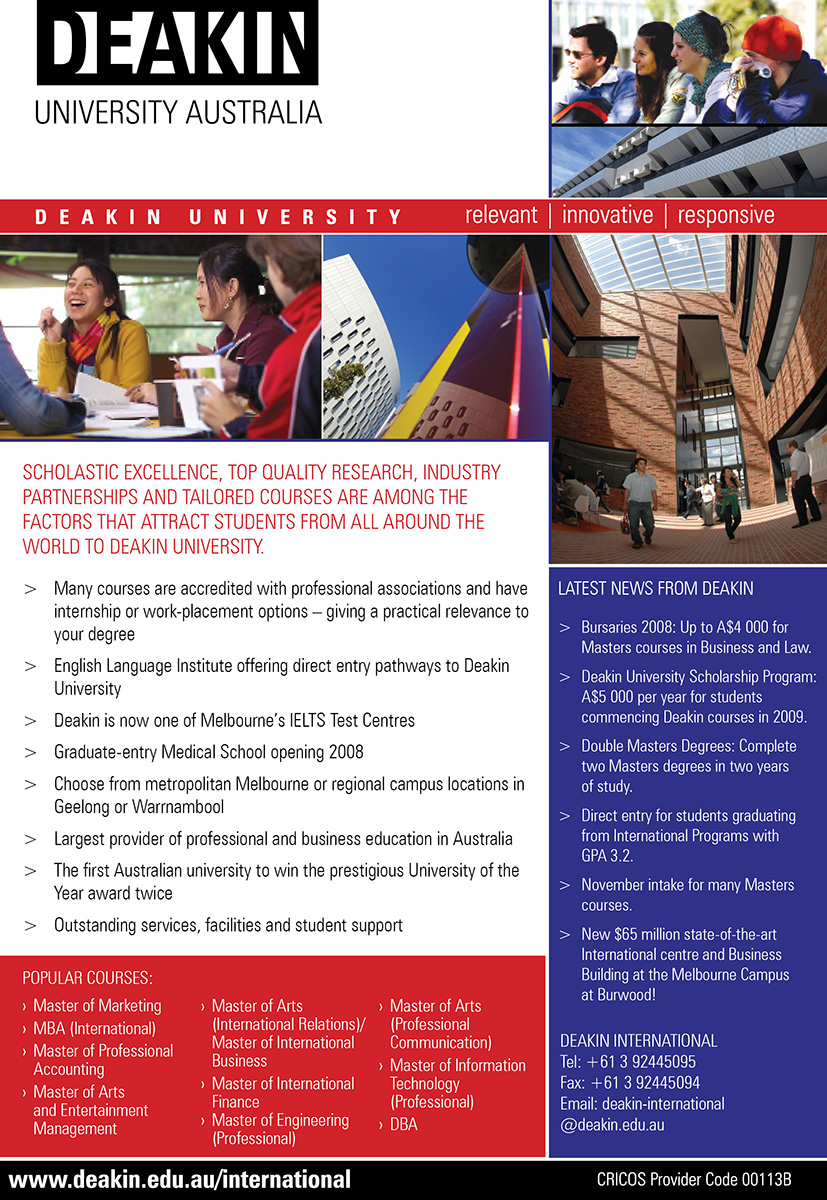 DEAKIN
UNIVERSITY AUSTRALIA
DEAKIN UNIVERSITY
relevant | innovative | responsive
SCHOLASTIC EXCELLENCE, TOP QUALITY RESEARCH, INDUSTRY
PARTNERSHIPS AND TAILORED COURSES ARE AMONG THE
FACTORS THAT ATTRACT STUDENTS FROM ALL AROUND THE
WORLD TO DEAKIN UNIVERSITY.
> Many courses are accredited with professional associations and have
internship or work-placement options – giving a practical relevance to
your degree
> English Language Institute offering direct entry pathways to Deakin
University
> Deakin is now one of Melbourne's IELTS Test Centres
> Graduate-entry Medical School opening 2008
> Choose from metropolitan Melbourne or regional campus locations in
Geelong or Warrnambool
> Largest provider of professional and business education in Australia
> The first Australian university to win the prestigious University of the
Year award twice
> Outstanding services, facilities and student support
POPULAR COURSES:
› Master of Marketing
› MBA (International)
› Master of Professional
Accounting
› Master of Arts
and Entertainment
Management
› Master of Arts
(International Relations)/
Master of International
Business
› Master of International
Finance
› Master of Engineering
(Professional)
› Master of Arts
(Professional
Communication)
› Master of Information
Technology
(Professional)
› DBA
LATEST NEWS FROM DEAKIN
> Bursaries 2008: Up to A$4 000 for
Masters courses in Business and Law.
> Deakin University Scholarship Program:
A$5 000 per year for students
commencing Deakin courses in 2009.
> Double Masters Degrees: Complete
two Masters degrees in two years
of study.
> Direct entry for students graduating
from International Programs with
GPA 3.2.
> November intake for many Masters
courses.
> New $65 million state-of-the-art
International centre and Business
Building at the Melbourne Campus
at Burwood!
DEAKIN INTERNATIONAL
Tel: +61 3 92445095
Fax: +61 3 92445094
Email: deakin-international
@deakin.edu.au
www.deakin.edu.au/international
CRICOS Provider Code 00113B